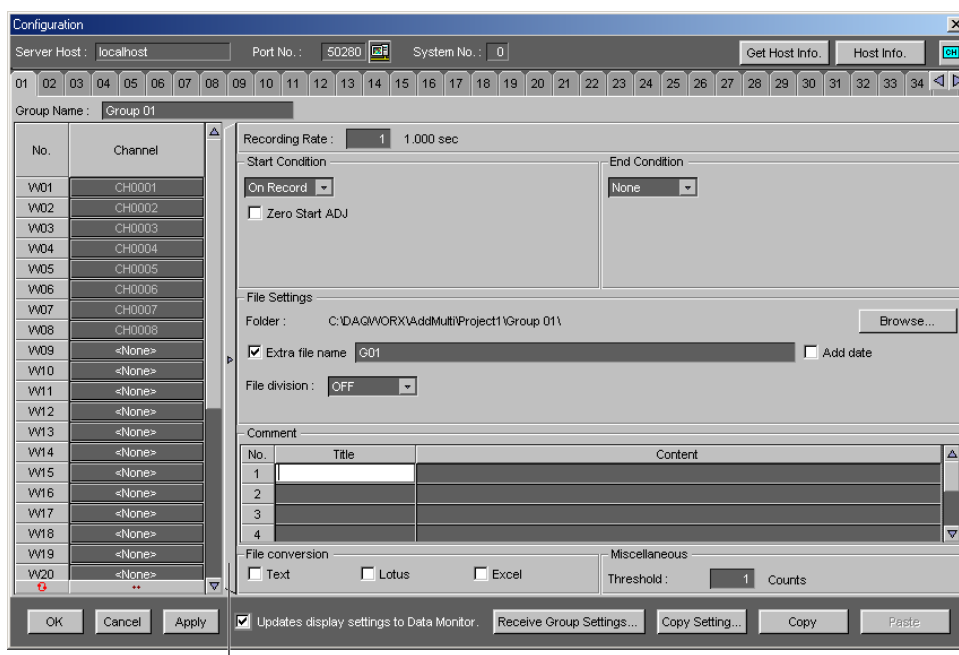 Configuration
Server Host : localhost Port No. : 50280 System No. : 0 Get Host Info. Host Info. CH
01 02 03 04 05 06 07 08 09 10 11 12 13 14 15 16 17 18 19 20 21 22 23 24 25 26 27 28 29 30 31 32 33 34
Group Name : Group 01
No. Channel
W01 CH0001
W02 CH0002
W03 CH0003
W04 CH0004
W05 CH0005
W06 CH0006
W07 CH0007
W08 CH0008
W09 <None>
W10 <None>
W11 <None>
W12 <None>
W13 <None>
W14 <None>
W15 <None>
W16 <None>
W17 <None>
W18 <None>
W19 <None>
W20 <None>
Recording Rate : 1 1.000 sec
Start Condition
On Record
Zero Start ADJ
End Condition
None
File Settings
Folder : C:\DAQWORX\AddMulti\Project1\Group 01\ Browse...
Extra file name G01 Add date
File division : OFF
Comment
No. Title Content
1
2
3
4
File conversion
Text Lotus Excel
Miscellaneous
Threshold : 1 Counts
OK Cancel Apply Updates display settings to Data Monitor. Receive Group Settings... Copy Setting... Copy Paste